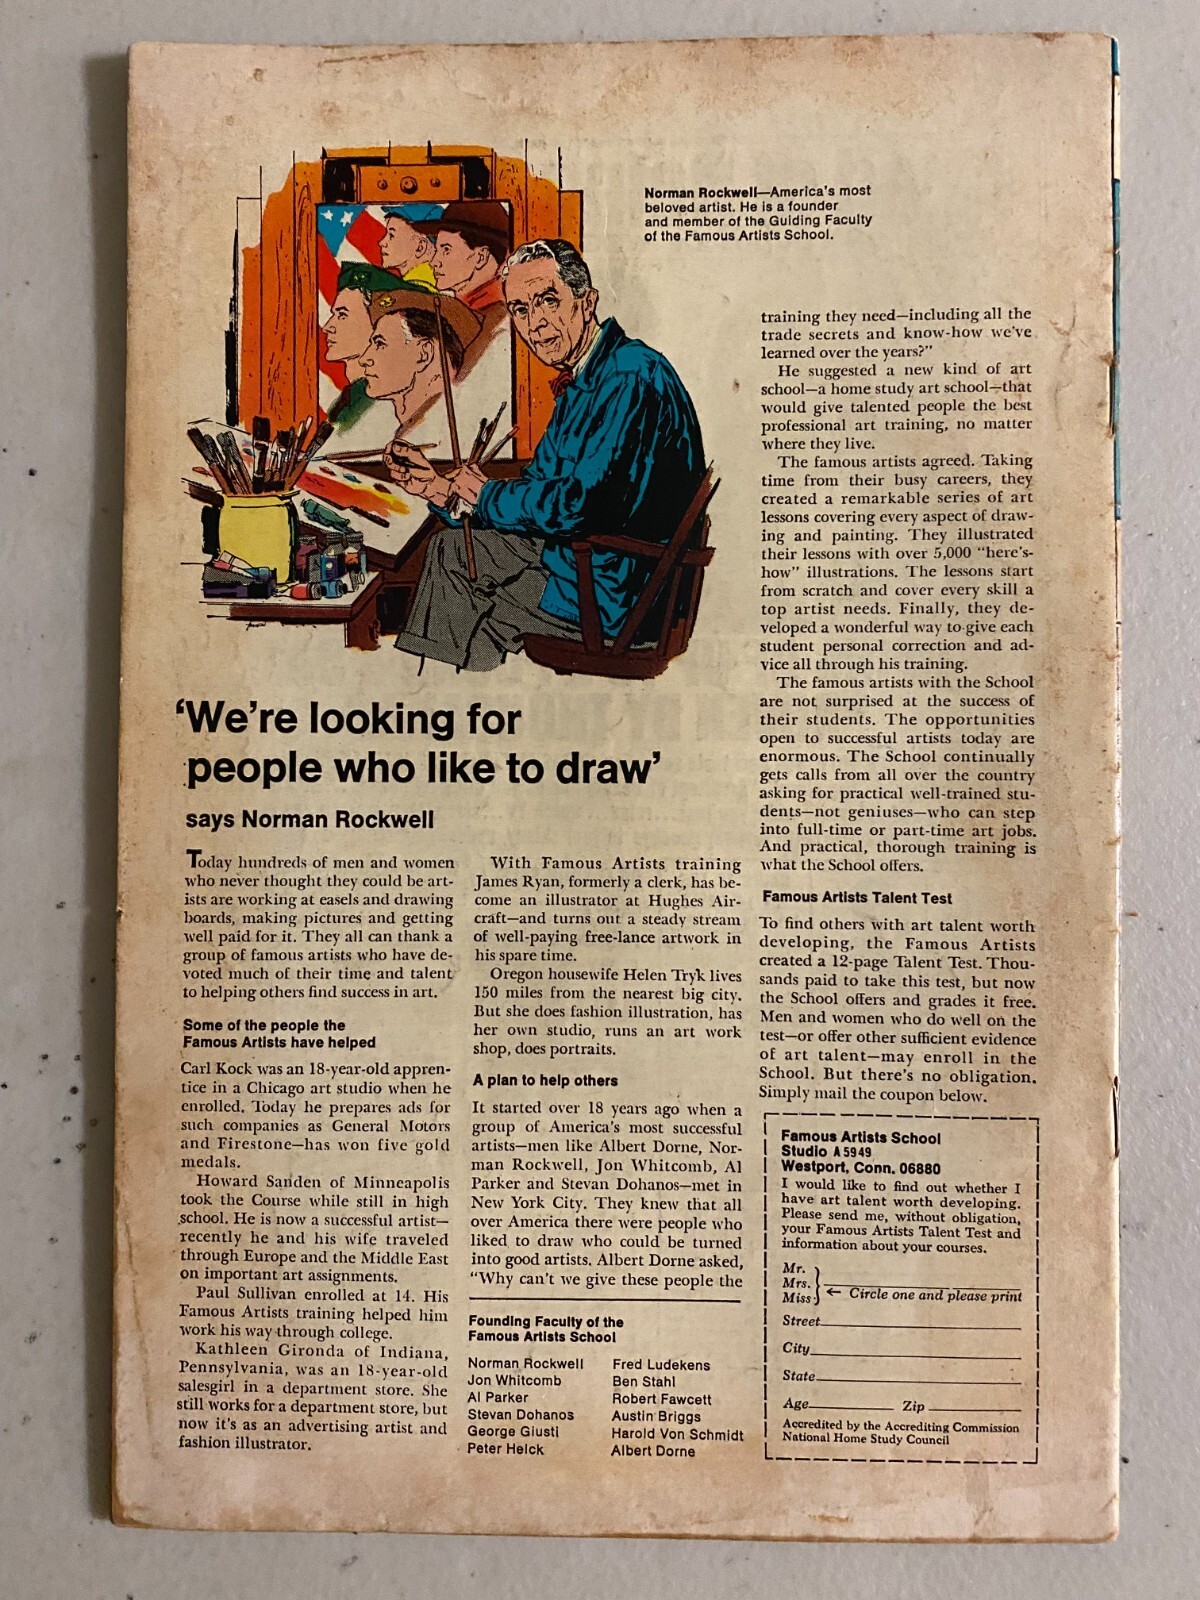 Norman Rockwell—America's most
beloved artist. He is a founder
and member of the Guiding Faculty
of the Famous Artists School.
'We're looking for
people who like to draw'
says Norman Rockwell
Today hundreds of men and women
who never thought they could be art-
ists are working at easels and drawing
boards, making pictures and getting
well paid for it. They all can thank a
group of famous artists who have de-
voted much of their time and talent
to helping others find success in art.
Some of the people the
Famous Artists have helped
Carl Kock was an 18-year-old appren-
tice in a Chicago art studio when he
enrolled. Today he prepares ads for
such companies as General Motors
and Firestone—has won five gold
medals.
Howard Sanden of Minneapolis
took the Course while still in high
school. He is now a successful artist—
recently he and his wife traveled
through Europe and the Middle East
on important art assignments.
Paul Sullivan enrolled at 14. His
Famous Artists training helped him
work his way through college.
Kathleen Gironda of Indiana,
Pennsylvania, was an 18-year-old
salesgirl in a department store. She
still works for a department store, but
now it's as an advertising artist and
fashion illustrator.
With Famous Artists training
James Ryan, formerly a clerk, has be-
come an illustrator at Hughes Air-
craft—and turns out a steady stream
of well-paying free-lance artwork in
his spare time.
Oregon housewife Helen Tryk lives
150 miles from the nearest big city.
But she does fashion illustration, has
her own studio, runs an art work
shop, does portraits.
A plan to help others
It started over 18 years ago when a
group of America's most successful
artists—men like Albert Dorne, Nor-
man Rockwell, Jon Whitcomb, Al
Parker and Stevan Dohanos—met in
New York City. They knew that all
over America there were people who
liked to draw who could be turned
into good artists. Albert Dorne asked,
"Why can't we give these people the
Founding Faculty of the
Famous Artists School
Norman Rockwell
Jon Whitcomb
Al Parker
Stevan Dohanos
George Giusti
Peter Helck
Fred Ludekens
Ben Stahl
Robert Fawcett
Austin Briggs
Harold Von Schmidt
Albert Dorne
training they need—including all the
trade secrets and know-how we've
learned over the years?"
He suggested a new kind of art
school—a home study art school—that
would give talented people the best
professional art training, no matter
where they live.
The famous artists agreed. Taking
time from their busy careers, they
created a remarkable series of art
lessons covering every aspect of draw-
ing and painting. They illustrated
their lessons with over 5,000 "here's-
how" illustrations. The lessons start
from scratch and cover every skill a
top artist needs. Finally, they de-
veloped a wonderful way to give each
student personal correction and ad-
vice all through his training.
The famous artists with the School
are not surprised at the success of
their students. The opportunities
open to successful artists today are
enormous. The School continually
gets calls from all over the country
asking for practical well-trained stu-
dents—not geniuses—who can step
into full-time or part-time art jobs.
And practical, thorough training is
what the School offers.
Famous Artists Talent Test
To find others with art talent worth
developing, the Famous Artists
created a 12-page Talent Test. Thou-
sands paid to take this test, but now
the School offers and grades it free.
Men and women who do well on the
test—or offer other sufficient evidence
of art talent—may enroll in the
School. But there's no obligation.
Simply mail the coupon below.
Famous Artists School
Studio A5949
Westport, Conn. 06880
I would like to find out whether I
have art talent worth developing.
Please send me, without obligation,
your Famous Artists Talent Test and
information about your courses.
Mr.
Mrs.
Miss ← Circle one and please print
Street
City
State
Age Zip
Accredited by the Accrediting Commission
National Home Study Council